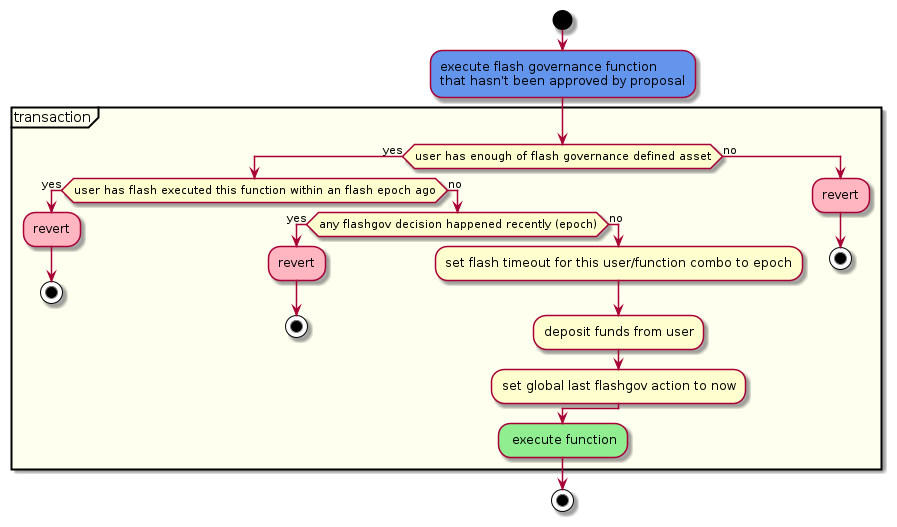 execute flash governance function
that hasn't been approved by proposal
transaction
yes
user has enough of flash governance defined asset
no
yes
user has flash executed this function within an flash epoch ago
no
revert
revert
yes
any flashgov decision happened recently (epoch)
no
revert
set flash timeout for this user/function combo to epoch
deposit funds from user
set global last flashgov action to now
execute function